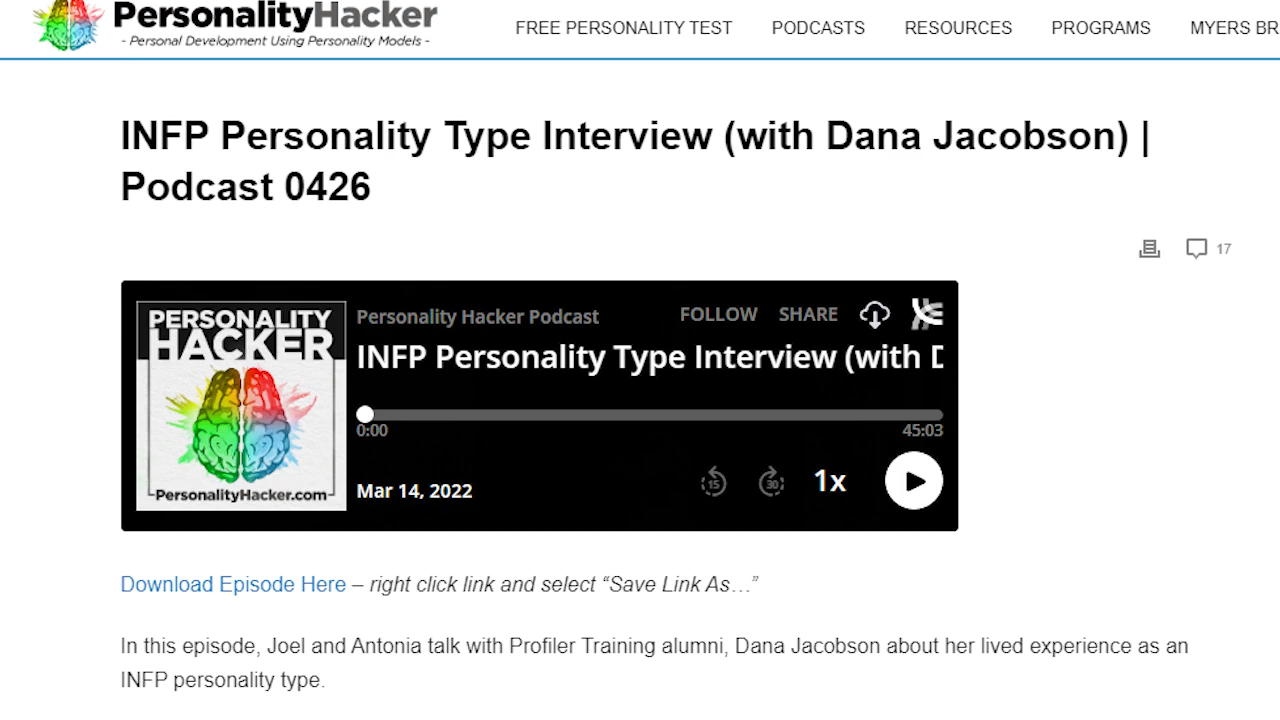 PersonalityHacker
- Personal Development Using Personality Models -
FREE PERSONALITY TEST
PODCASTS
RESOURCES
PROGRAMS
MYERS BR
INFP Personality Type Interview (with Dana Jacobson) |
Podcast 0426
17
PERSONALITY
HACKER
PersonalityHacker.com
Personality Hacker Podcast
FOLLOW
SHARE
INFP Personality Type Interview (with D
0:00
45:03
Mar 14, 2022
15
30
1x
Download Episode Here – right click link and select “Save Link As…”
In this episode, Joel and Antonia talk with Profiler Training alumni, Dana Jacobson about her lived experience as an
INFP personality type.